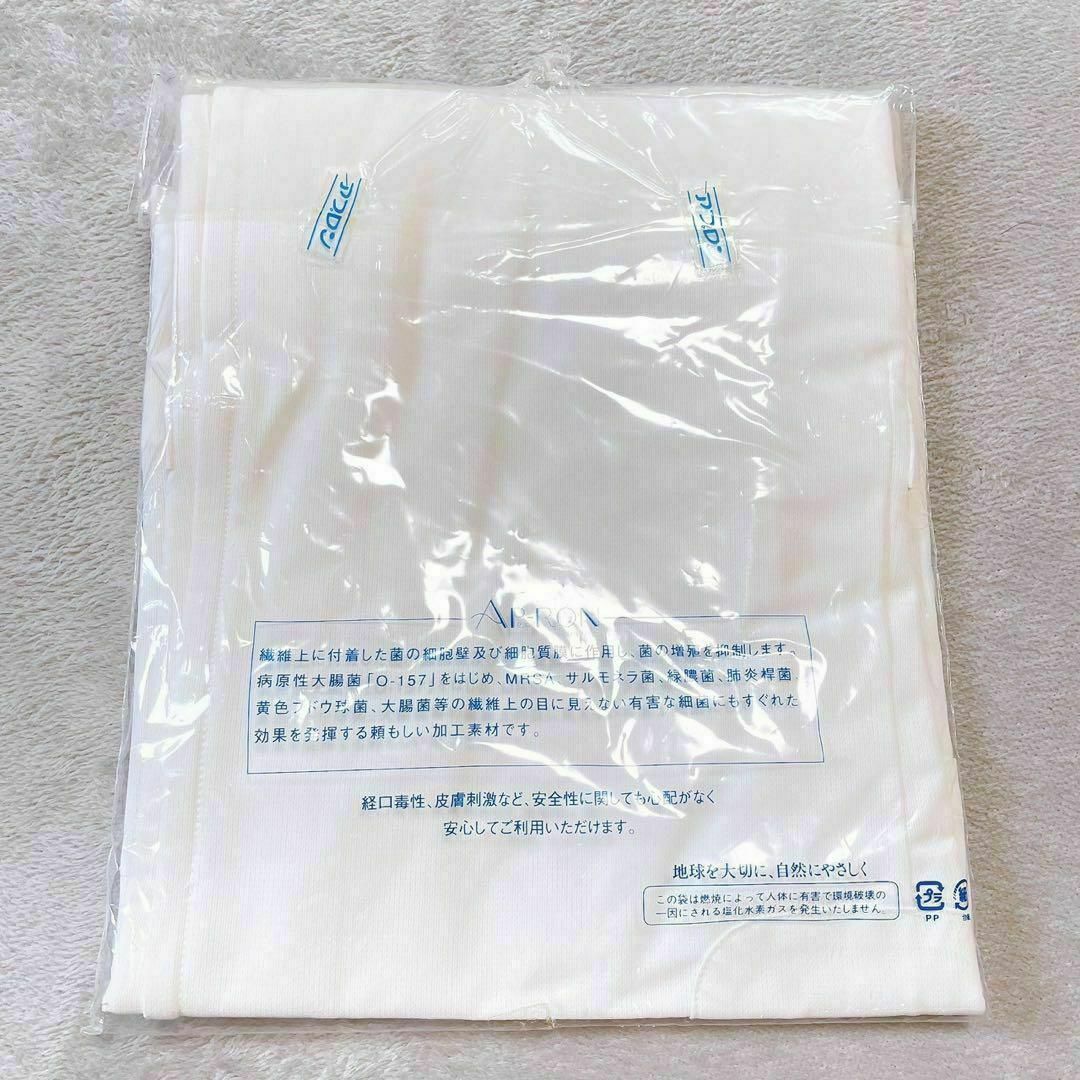 アプロン
アプロン
AP-RON
繊維上に付着した菌の細胞壁及び細胞質膜に作用し、菌の増殖を抑制します。
病原性大腸菌「O-157」をはじめ、MRSA サルモネラ菌、緑膿菌、肺炎桿菌、
黄色ブドウ球菌、大腸菌等の繊維上の目に見えない有害な細菌にもすぐれた
効果を発揮する頼もしい加工素材です。
経口毒性、皮膚刺激など、安全性に関しても心配がなく
安心してご利用いただけます。
地球を大切に、自然にやさしく
この袋は燃焼によって人体に有害で環境破壊の
一因にされる塩化水素ガスを発生いたしません。
プラ
PP